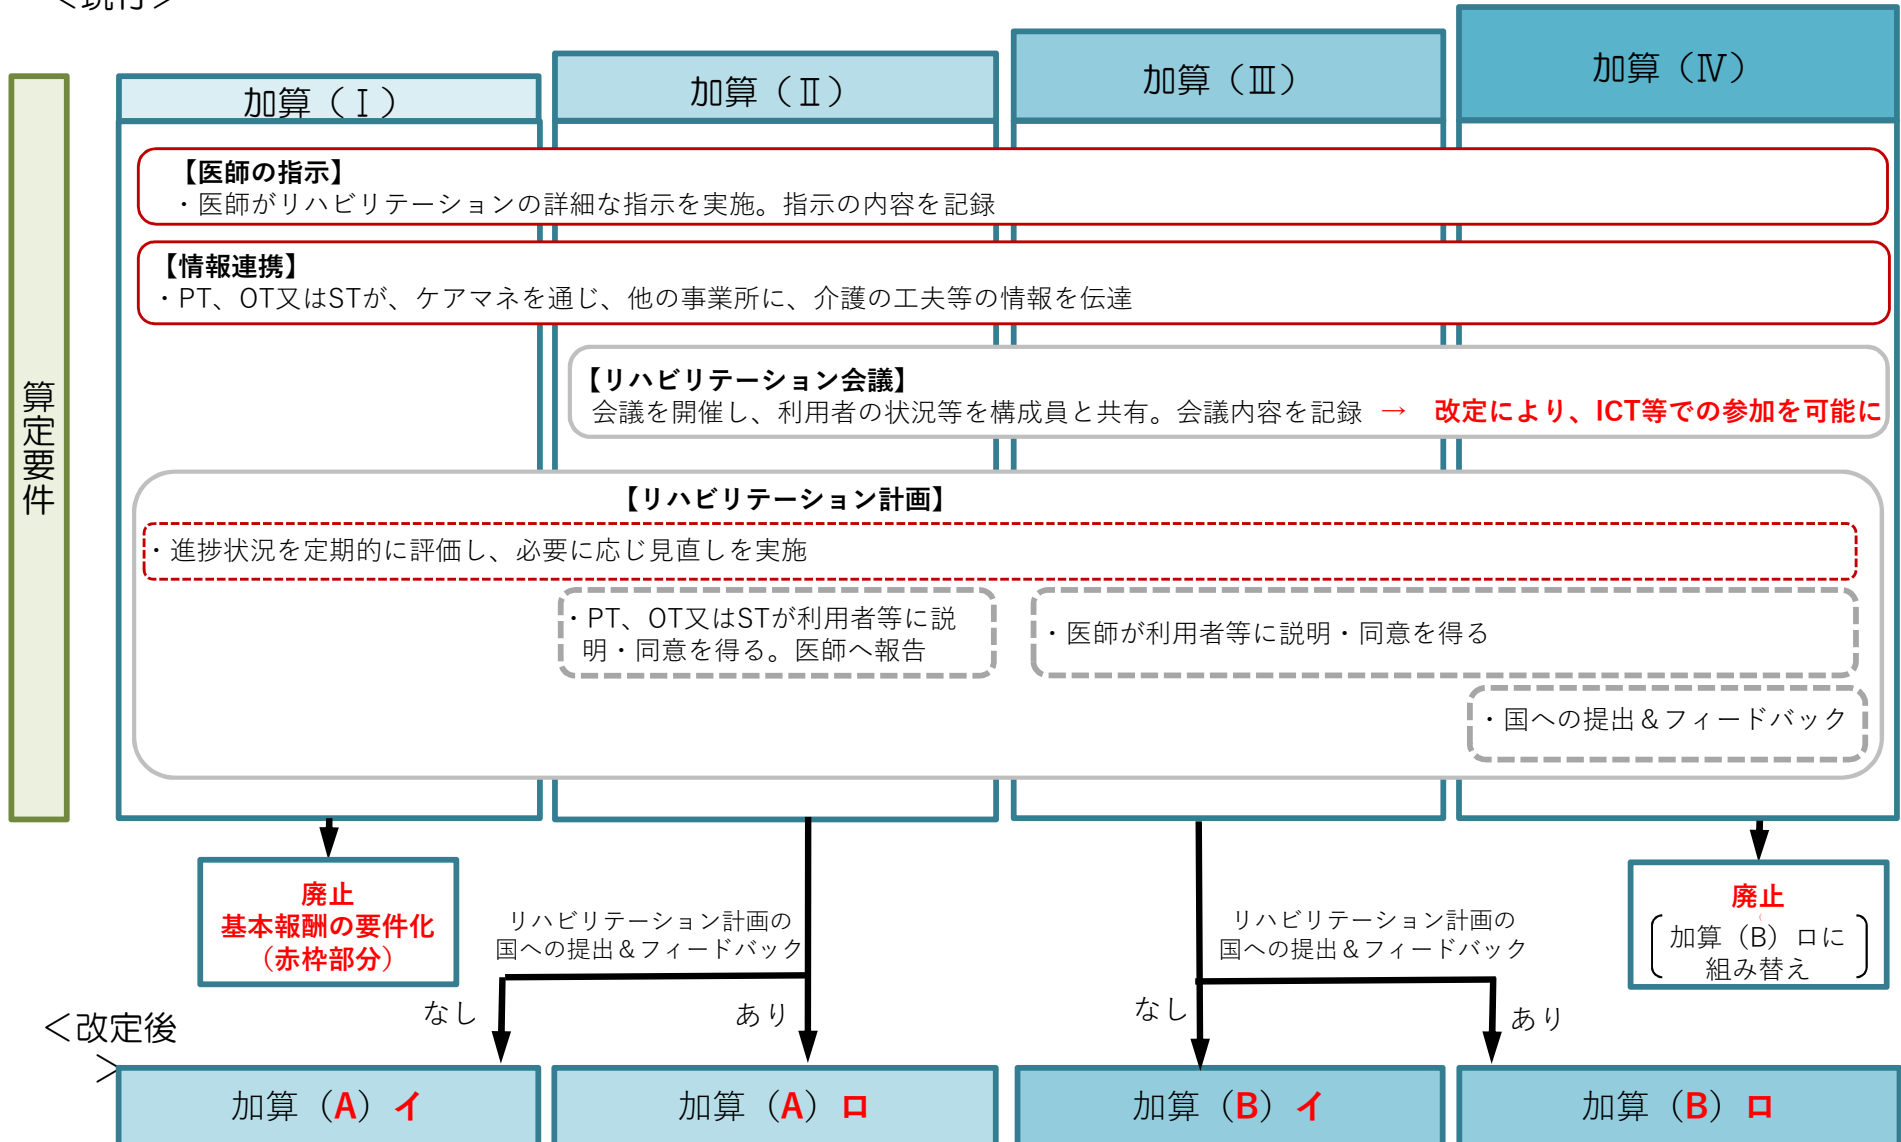 ＜現行＞
加算（Ⅰ）
加算（Ⅱ）
加算（Ⅲ）
加算（Ⅳ）
算定要件
【医師の指示】
・医師がリハビリテーションの詳細な指示を実施。指示の内容を記録
【情報連携】
・PT、OT又はSTが、ケアマネを通じ、他の事業所に、介護の工夫等の情報を伝達
【リハビリテーション会議】
会議を開催し、利用者の状況等を構成員と共有。会議内容を記録 → 改定により、ICT等での参加を可能に
【リハビリテーション計画】
・進捗状況を定期的に評価し、必要に応じ見直しを実施
・PT、OT又はSTが利用者等に説
明・同意を得る。医師へ報告
・医師が利用者等に説明・同意を得る
・国への提出＆フィードバック
廃止
基本報酬の要件化
（赤枠部分）
リハビリテーション計画の
国への提出＆フィードバック
なし
あり
リハビリテーション計画の
国への提出＆フィードバック
なし
あり
廃止
加算（B）ロに
組み替え
＜改定後
＞
加算（A）イ
加算（A）ロ
加算（B）イ
加算（B）ロ